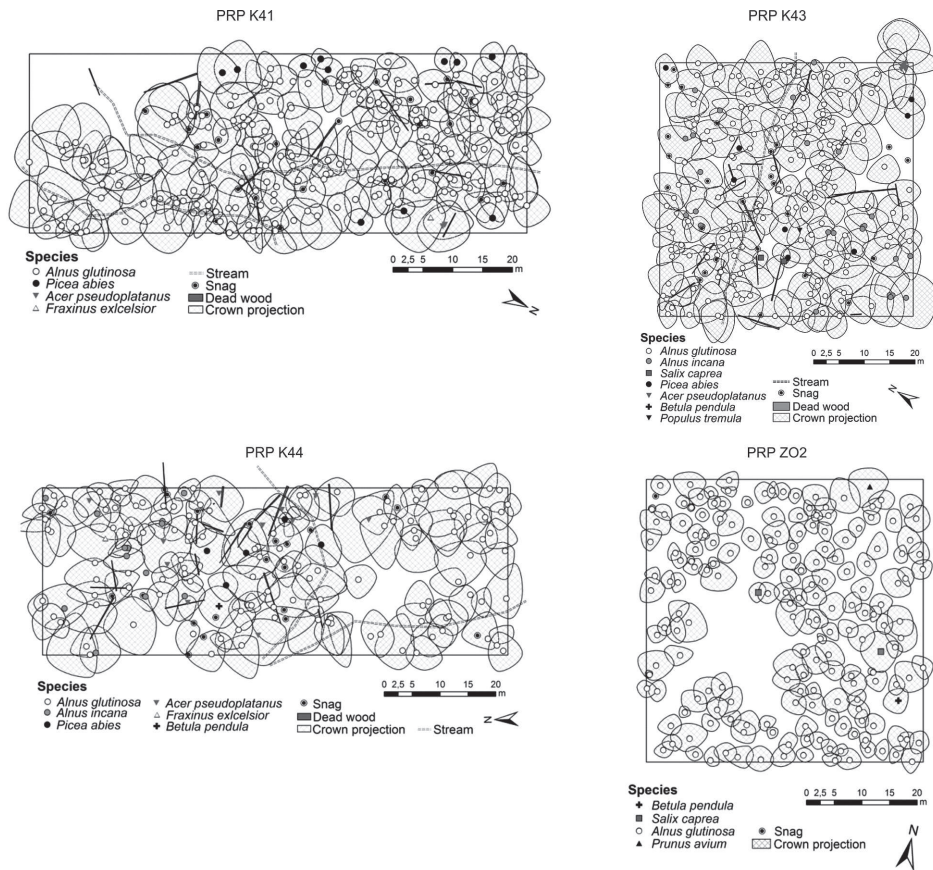 PRP K41
Species
Alnus glutinosa
Picea abies
Acer pseudoplatanus
Fraxinus exlcelsior
Stream
Snag
Dead wood
Crown projection
0 2,5 5 10 15 20
m
N
PRP K43
Species
Alnus glutinosa
Alnus incana
Salix caprea
Picea abies
Acer pseudoplatanus
Betula pendula
Populus tremula
Stream
Snag
Dead wood
Crown projection
0 2,5 5 10 15 20
m
N
PRP K44
Species
Alnus glutinosa
Alnus incana
Picea abies
Acer pseudoplatanus
Fraxinus exlcelsior
Betula pendula
Snag
Dead wood
Crown projection
Stream
0 2,5 5 10 15 20
m
N
PRP ZO2
Species
Betula pendula
Salix caprea
Alnus glutinosa
Prunus avium
Snag
Crown projection
0 2,5 5 10 15 20
m
N